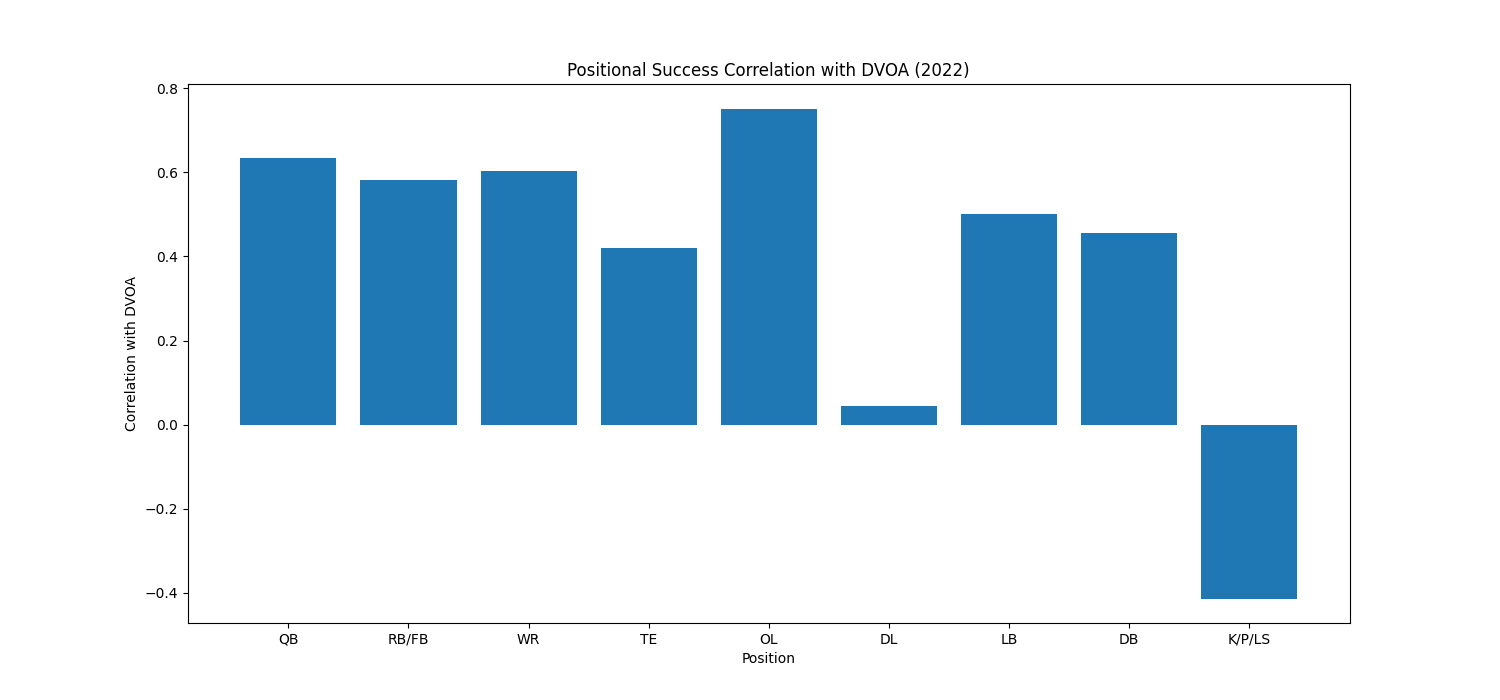 Positional Success Correlation with DVOA (2022)
0.8
0.6
0.4
0.2
0.0
−0.2
−0.4
Correlation with DVOA
QB RB/FB WR TE OL DL LB DB K/P/LS
Position